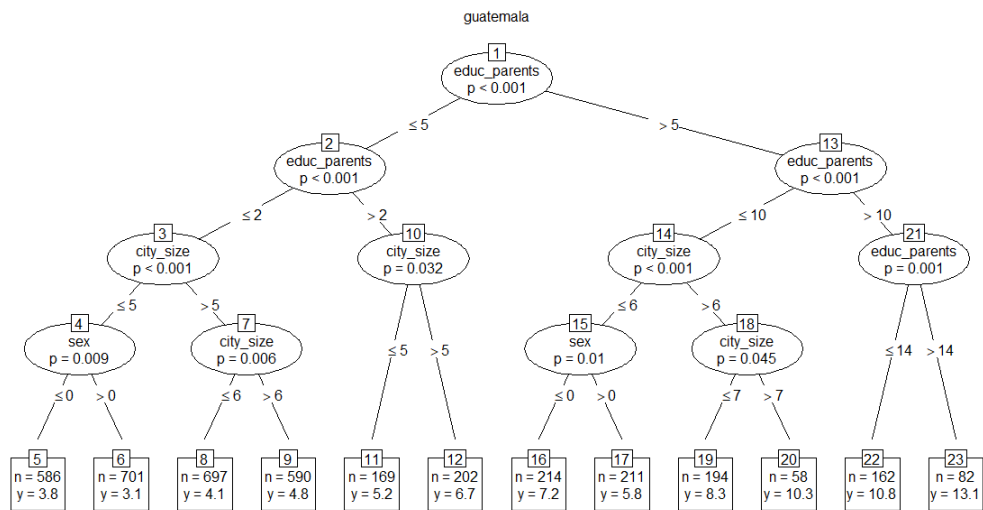 guatemala
1
educ_parents
p < 0.001
≤ 5
> 5
2
educ_parents
p < 0.001
13
educ_parents
p < 0.001
≤ 2
> 2
≤ 10
> 10
3
city_size
p < 0.001
10
city_size
p = 0.032
14
city_size
p < 0.001
21
educ_parents
p = 0.001
≤ 5
> 5
≤ 6
> 6
4
sex
p = 0.009
7
city_size
p = 0.006
≤ 5
> 5
15
sex
p = 0.01
18
city_size
p = 0.045
≤ 14
> 14
≤ 0
> 0
≤ 6
> 6
≤ 0
> 0
≤ 7
> 7
5
n = 586
y = 3.8
6
n = 701
y = 3.1
8
n = 697
y = 4.1
9
n = 590
y = 4.8
11
n = 169
y = 5.2
12
n = 202
y = 6.7
16
n = 214
y = 7.2
17
n = 211
y = 5.8
19
n = 194
y = 8.3
20
n = 58
y = 10.3
22
n = 162
y = 10.8
23
n = 82
y = 13.1